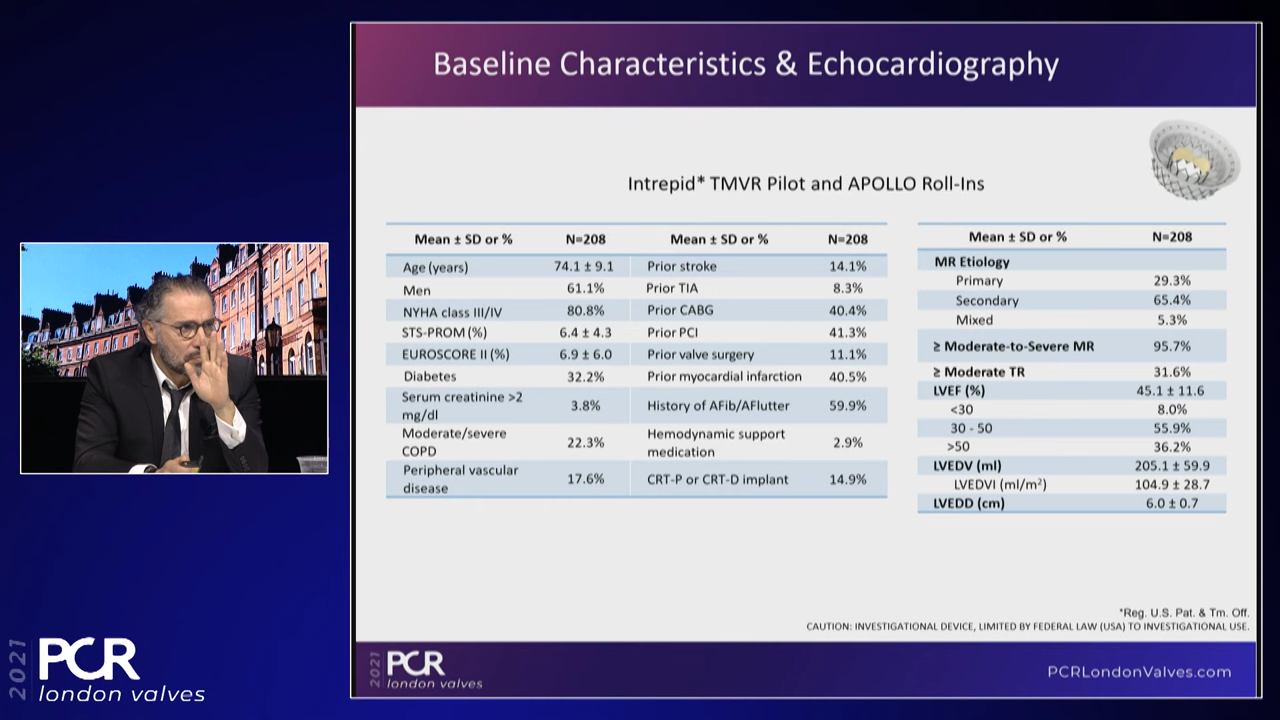 Baseline Characteristics & Echocardiography
Intrepid* TMVR Pilot and APOLLO Roll-Ins
Mean ± SD or % N=208 Mean ± SD or % N=208
Age (years) 74.1 ± 9.1 Prior stroke 14.1%
Men 61.1% Prior TIA 8.3%
NYHA class III/IV 80.8% Prior CABG 40.4%
STS-PROM (%) 6.4 ± 4.3 Prior PCI 41.3%
EUROSCORE II (%) 6.9 ± 6.0 Prior valve surgery 11.1%
Diabetes 32.2% Prior myocardial infarction 40.5%
Serum creatinine >2
mg/dl 3.8% History of AFib/AFlutter 59.9%
Moderate/severe Hemodynamic support
COPD 22.3% medication 2.9%
Peripheral vascular
disease 17.6% CRT-P or CRT-D implant 14.9%
Mean ± SD or % N=208
MR Etiology
Primary 29.3%
Secondary 65.4%
Mixed 5.3%
≥ Moderate-to-Severe MR 95.7%
≥ Moderate TR 31.6%
LVEF (%) 45.1 ± 11.6
<30 8.0%
30 - 50 55.9%
>50 36.2%
LVEDV (ml) 205.1 ± 59.9
LVEDVI (ml/m²) 104.9 ± 28.7
LVEDD (cm) 6.0 ± 0.7
*Reg. U.S. Pat. & Tm. Off.
CAUTION: INVESTIGATIONAL DEVICE, LIMITED BY FEDERAL LAW (USA) TO INVESTIGATIONAL USE.
2021 PCR
london valves
PCRLondonValves.com
2021 PCR
london valves